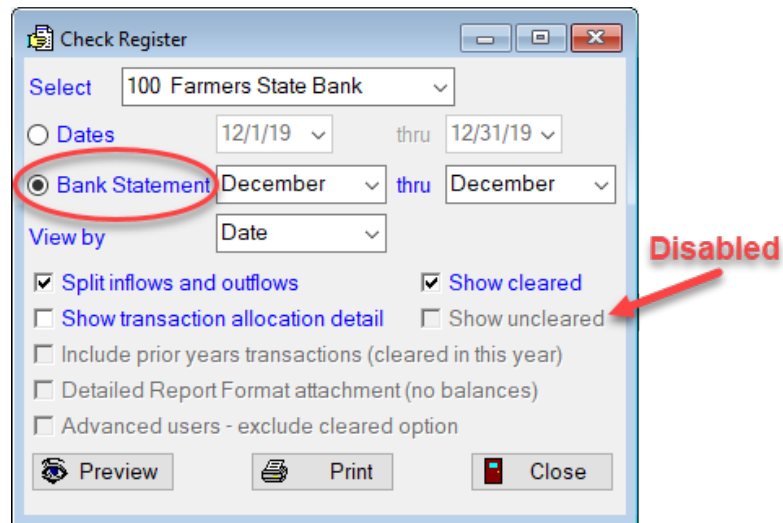 Check Register
Select 100 Farmers State Bank
Dates 12/1/19 thru 12/31/19
Bank Statement December thru December
View by Date
Disabled
Split inflows and outflows Show cleared
Show transaction allocation detail Show uncleared
Include prior years transactions (cleared in this year)
Detailed Report Format attachment (no balances)
Advanced users - exclude cleared option
Preview Print Close